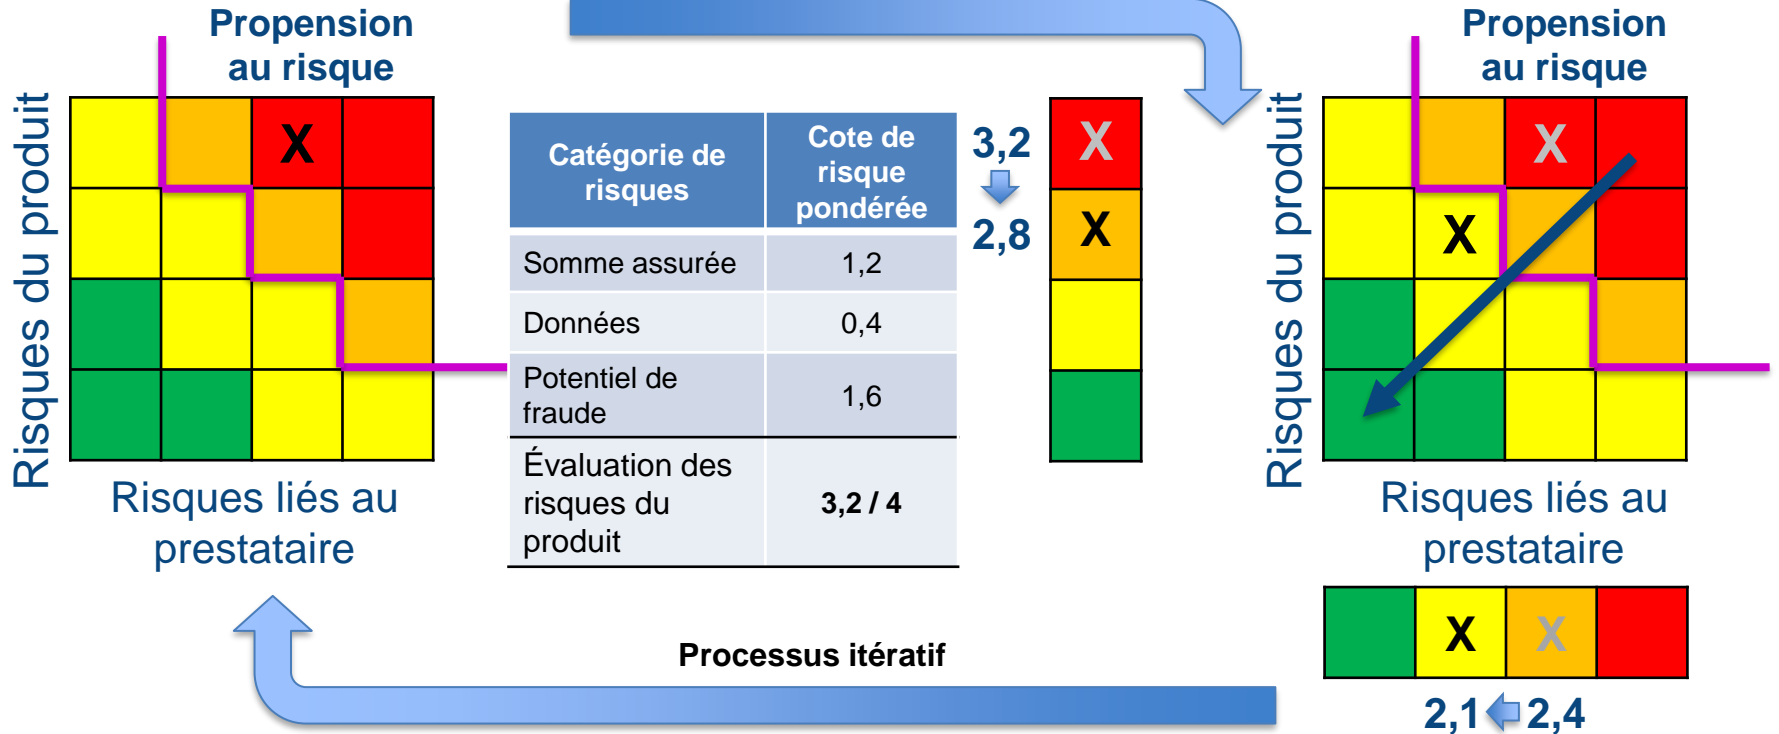 Propension
au risque
Risques du produit
X
Risques liés au
prestataire
Catégorie de
risques
Cote de
risque
pondérée
Somme assurée
1,2
Données
0,4
Potentiel de
fraude
1,6
Évaluation des
risques du
produit
3,2 / 4
3,2
X
2,8
X
Propension
au risque
Risques du produit
X
X
Risques liés au
prestataire
X X
2,1 2,4
Processus itératif